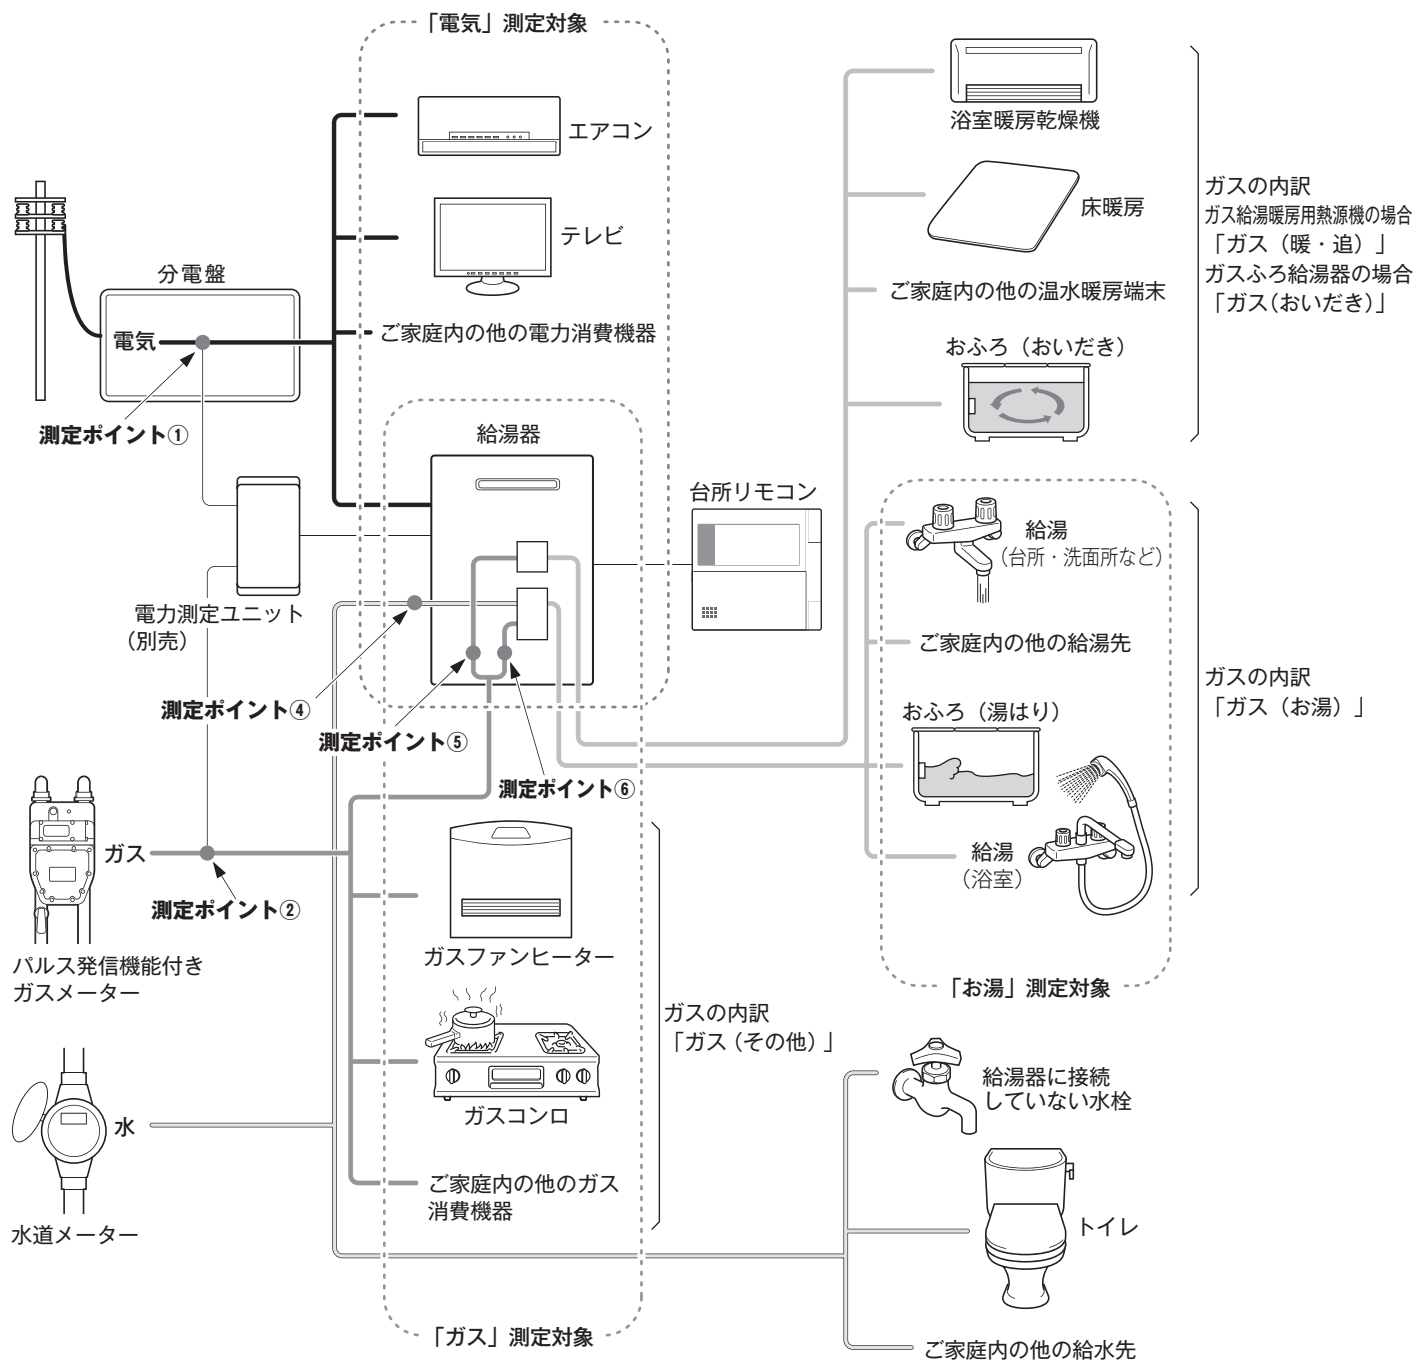 「電気」測定対象
エアコン
テレビ
ご家庭内の他の電力消費機器
分電盤
電気
測定ポイント①
給湯器
台所リモコン
電力測定ユニット
（別売）
測定ポイント④
測定ポイント⑤
測定ポイント⑥
ガス
測定ポイント②
パルス発信機能付き
ガスメーター
水
水道メーター
ガスファンヒーター
ガスコンロ
ご家庭内の他のガス
消費機器
ガスの内訳
「ガス（その他）」
「ガス」測定対象
浴室暖房乾燥機
床暖房
ご家庭内の他の温水暖房端末
おふろ（おいだき）
ガスの内訳
ガス給湯暖房用熱源機の場合
「ガス（暖・追）」
ガスふろ給湯器の場合
「ガス（おいだき）」
給湯
（台所・洗面所など）
ご家庭内の他の給湯先
おふろ（湯はり）
給湯
（浴室）
「お湯」測定対象
ガスの内訳
「ガス（お湯）」
給湯器に接続
していない水栓
トイレ
ご家庭内の他の給水先